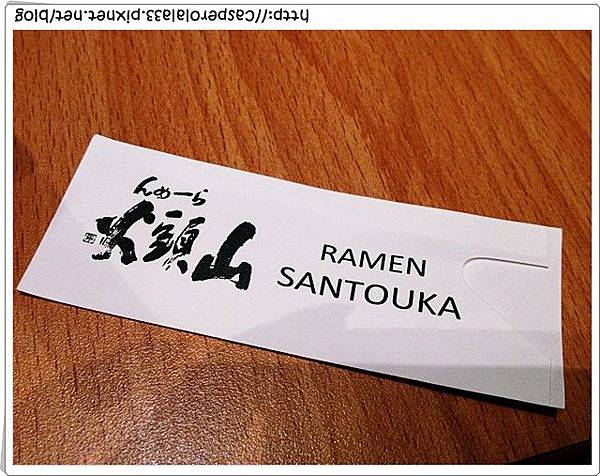 http://Casperolala33.pixnet.net/blog
らーめん
山頭火
RAMEN
SANTOUKA